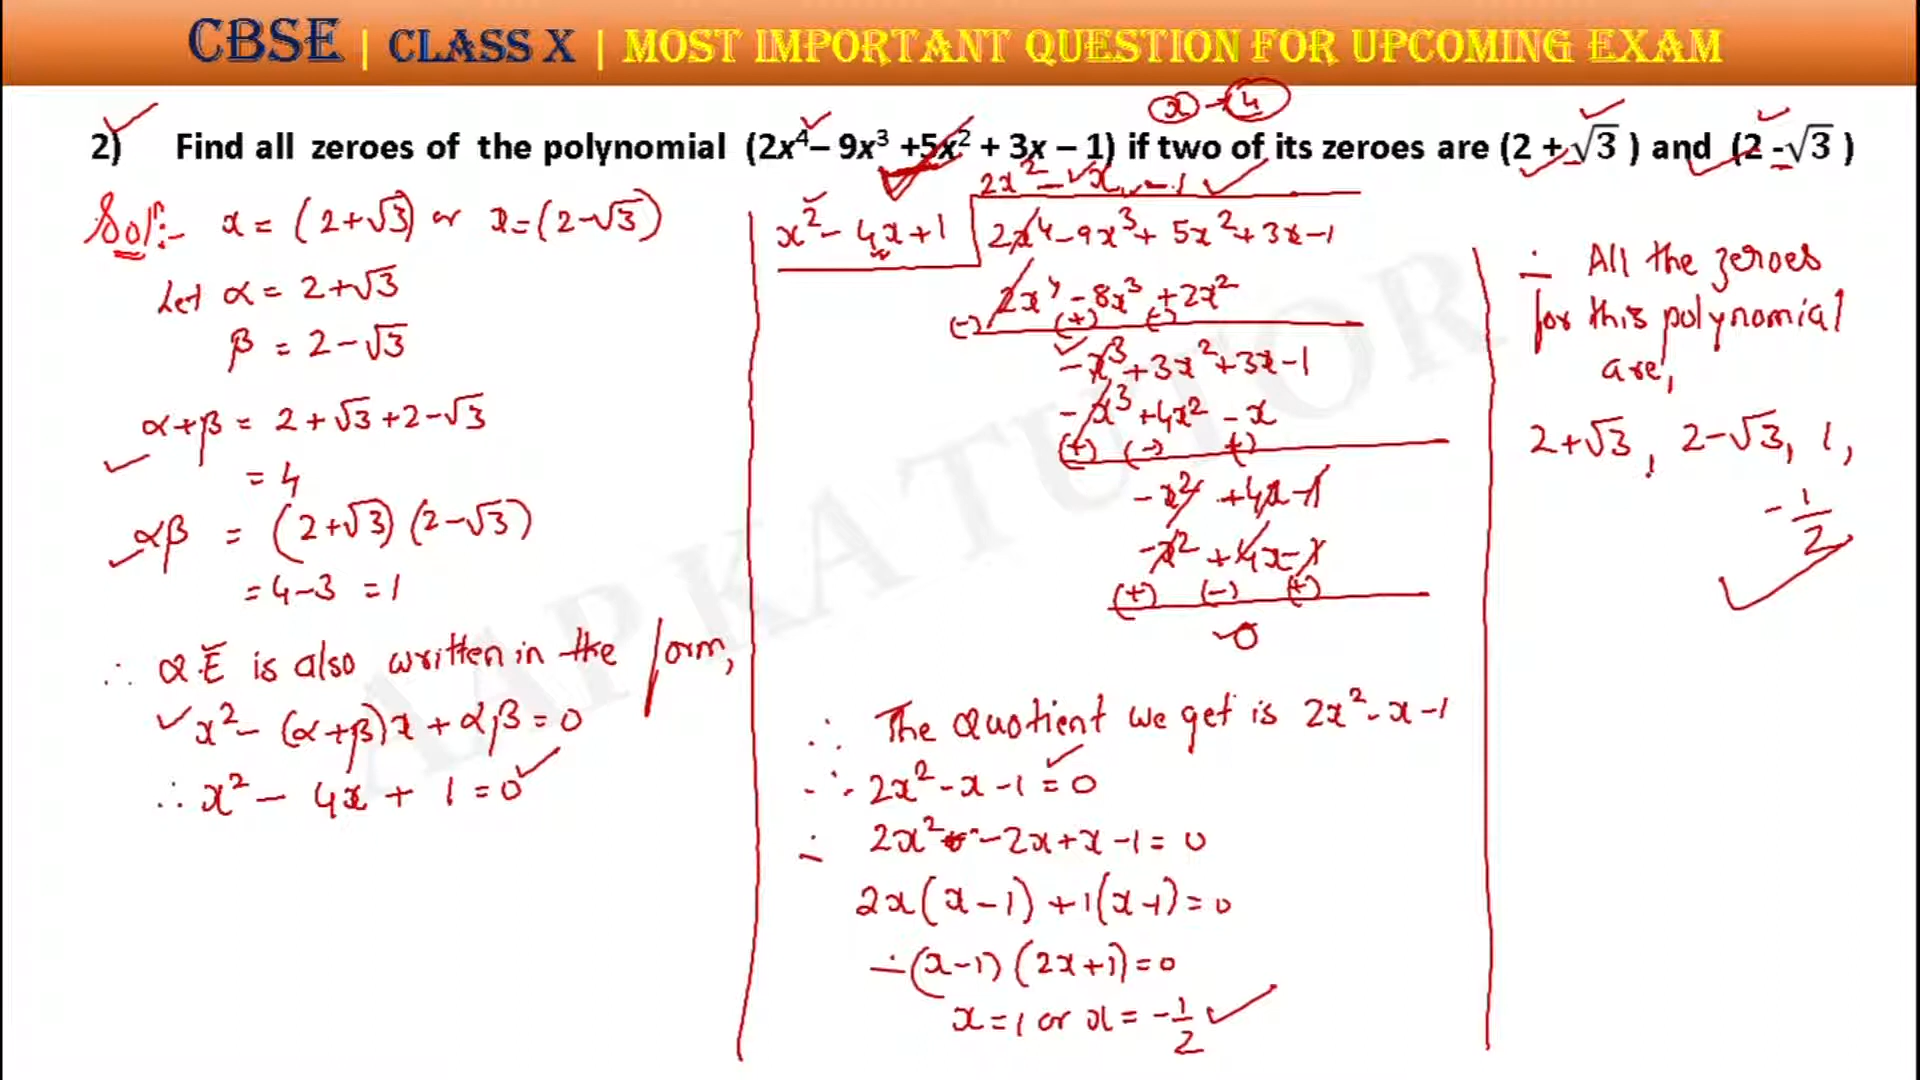 CBSE | CLASS X | MOST IMPORTANT QUESTION FOR UPCOMING EXAM
x → 4
2) Find all zeroes of the polynomial (2x⁴ – 9x³ +5x² + 3x – 1) if two of its zeroes are (2 + √3 ) and (2 -√3 )
Sol:- x = (2+√3) or x=(2-√3)
Let α = 2+√3
β = 2-√3
α+β = 2+√3+2-√3
= 4
αβ = (2+√3)(2-√3)
= 4-3 =1
∴ Q.E is also written in the form,
x² - (α+β)x + αβ = 0
∴ x² - 4x + 1 = 0
2x² - x - 1
x² - 4x+1 2x⁴-9x³+ 5x²+3x-1
2x⁴ - 8x³ +2x²
(-) (+) (-)
-x³+3x²+3x-1
-x³+4x² - x
(+) (-) (+)
-x² +4x-1
-x² +4x-1
(+) (-) (+)
0
∴ The Quotient we get is 2x²-x-1
∴ 2x²-x-1 = 0
∴ 2x² -2x+x-1= 0
2x(x-1)+1(x-1)=0
∴ (x-1)(2x+1)=0
x=1 or x= -1/2
∴ All the zeroes
for this polynomial
are,
2+√3, 2-√3, 1,
-1/2
AAPKATUTOR